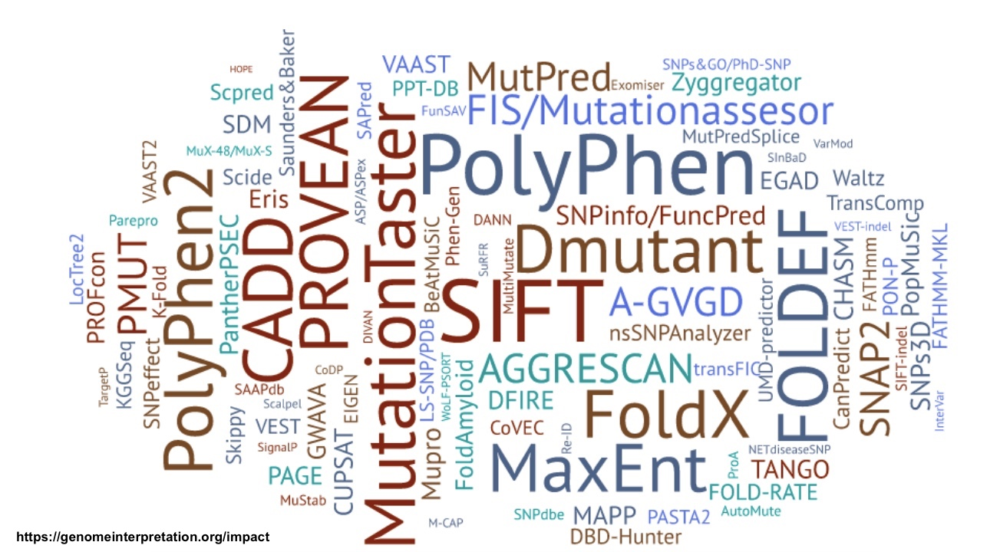 HOPE
Scpred
SDM
MuX-48/MuX-S
Saunders&Baker
Scide
VAAST2
Eris
PROVEAN
SAPred
ASP/ASPex
VAAST
PPT-DB
FunSAV
MutPred
Exomiser
SNPs&GO/PhD-SNP
Zyggregator
FIS/Mutationassesor
MutPredSplice
VarMod
SInBaD
PolyPhen
EGAD
Waltz
TransComp
VEST-indel
SNPinfo/FuncPred
DANN
Phen-Gen
BeAtMuSiC
SuRFR
MultiMutate
Dmutant
Parepro
LocTree2
PROFcon
PMUT
K-Fold
PolyPhen2
PantherPSEC
CADD
MutationTaster
DIVAN
SIFT
A-GVGD
nsSNPAnalyzer
UMD-predictor
FOLDEF
CHASM
FATHmm
PON-P
PopMuSic
FATHMM-MKL
TargetP
KGGSeq
SNPeffect
SAAPdb
Scalpel
CoDP
GWAVA
EIGEN
LS-SNP/PDB
WoLF-PSORT
FoldAmyloid
AGGRESCAN
transFIC
DFIRE
FoldX
CoVEC
Re-ID
CanPredict
SNAP2
SIFT-indel
SNPs3D
InterVar
Skippy
VEST
SignalP
PAGE
MuStab
CUPSAT
Mupro
MaxEnt
NETdiseaseSNP
ProA
TANGO
FOLD-RATE
AutoMute
M-CAP
SNPdbe
MAPP
PASTA2
DBD-Hunter
https://genomeinterpretation.org/impact